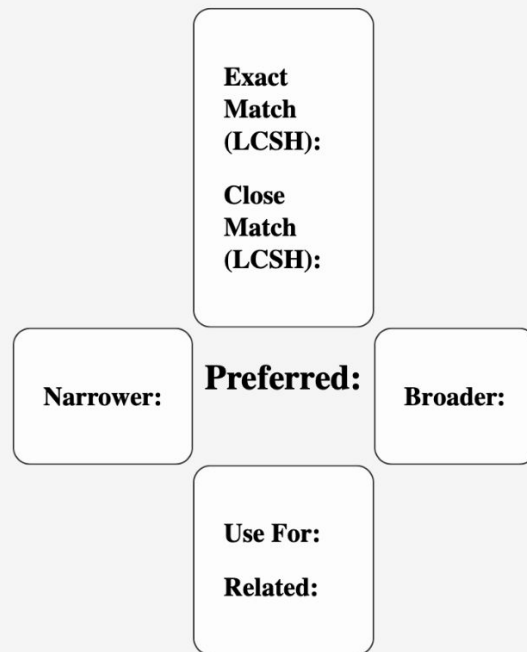 Exact
Match
(LCSH):
Close
Match
(LCSH):
Narrower:
Preferred:
Broader:
Use For:
Related: